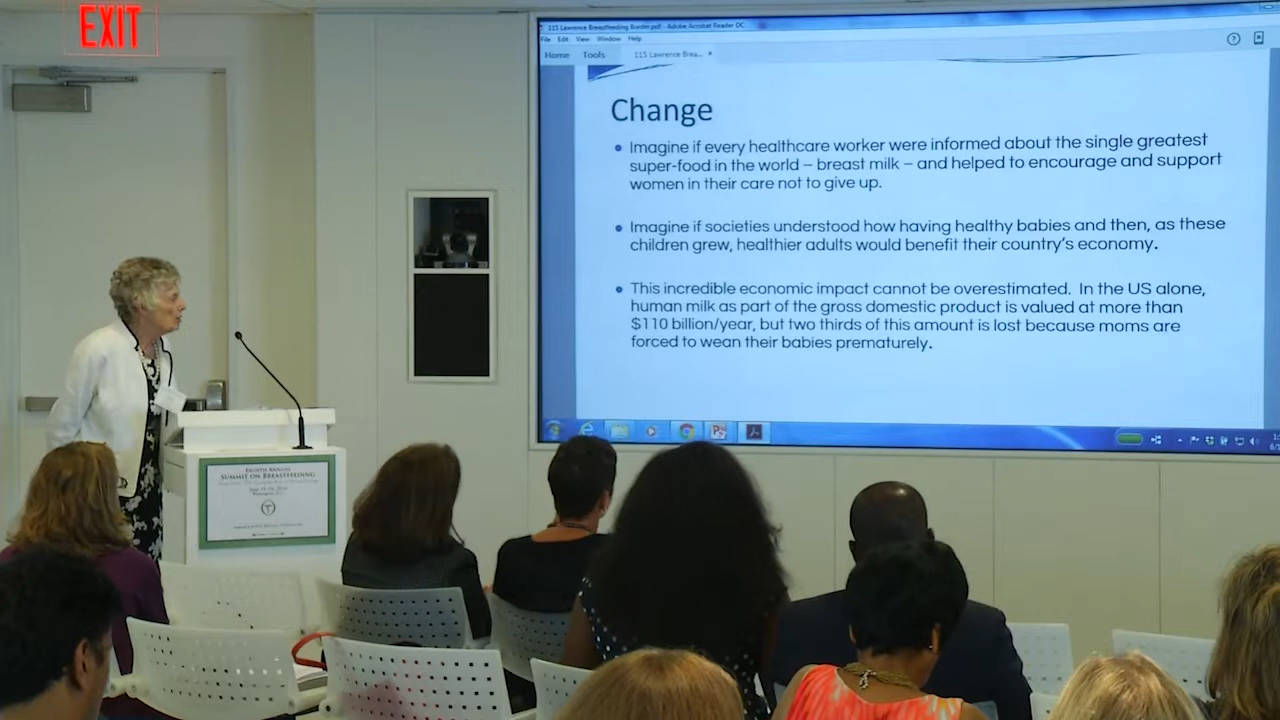 EXIT
115 Lawrence Breastfeeding Border.pdf - Adobe Acrobat Reader DC
File Edit View Window Help
Home Tools 115 Lawrence Brea... ×
Change
• Imagine if every healthcare worker were informed about the single greatest
super-food in the world – breast milk – and helped to encourage and support
women in their care not to give up.
• Imagine if societies understood how having healthy babies and then, as these
children grew, healthier adults would benefit their country's economy.
• This incredible economic impact cannot be overestimated. In the US alone,
human milk as part of the gross domestic product is valued at more than
$110 billion/year, but two thirds of this amount is lost because moms are
forced to wean their babies prematurely.
EIGHTH ANNUAL
SUMMIT ON BREASTFEEDING